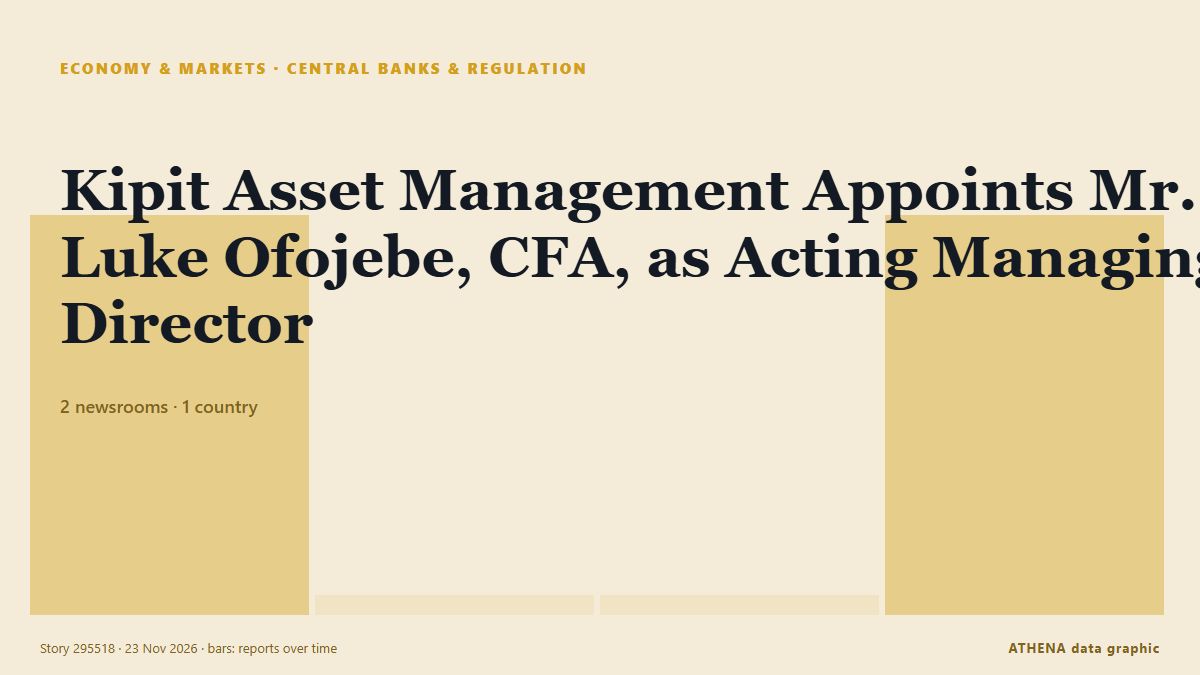 ECONOMY & MARKETS · CENTRAL BANKS & REGULATION
Kipit Asset Management Appoints Mr.
Luke Ofojebe, CFA, as Acting Managing
Director
2 newsrooms · 1 country
Story 295518 · 23 Nov 2026 · bars: reports over time
ATHENA data graphic